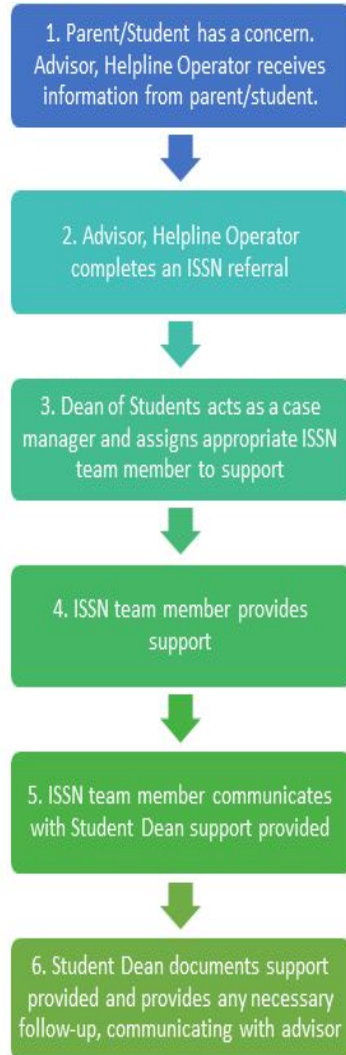 1. Parent/Student has a concern.
Advisor, Helpline Operator receives
information from parent/student.
2. Advisor, Helpline Operator
completes an ISSN referral
3. Dean of Students acts as a case
manager and assigns appropriate ISSN
team member to support
4. ISSN team member provides
support
5. ISSN team member communicates
with Student Dean support provided
6. Student Dean documents support
provided and provides any necessary
follow-up, communicating with advisor